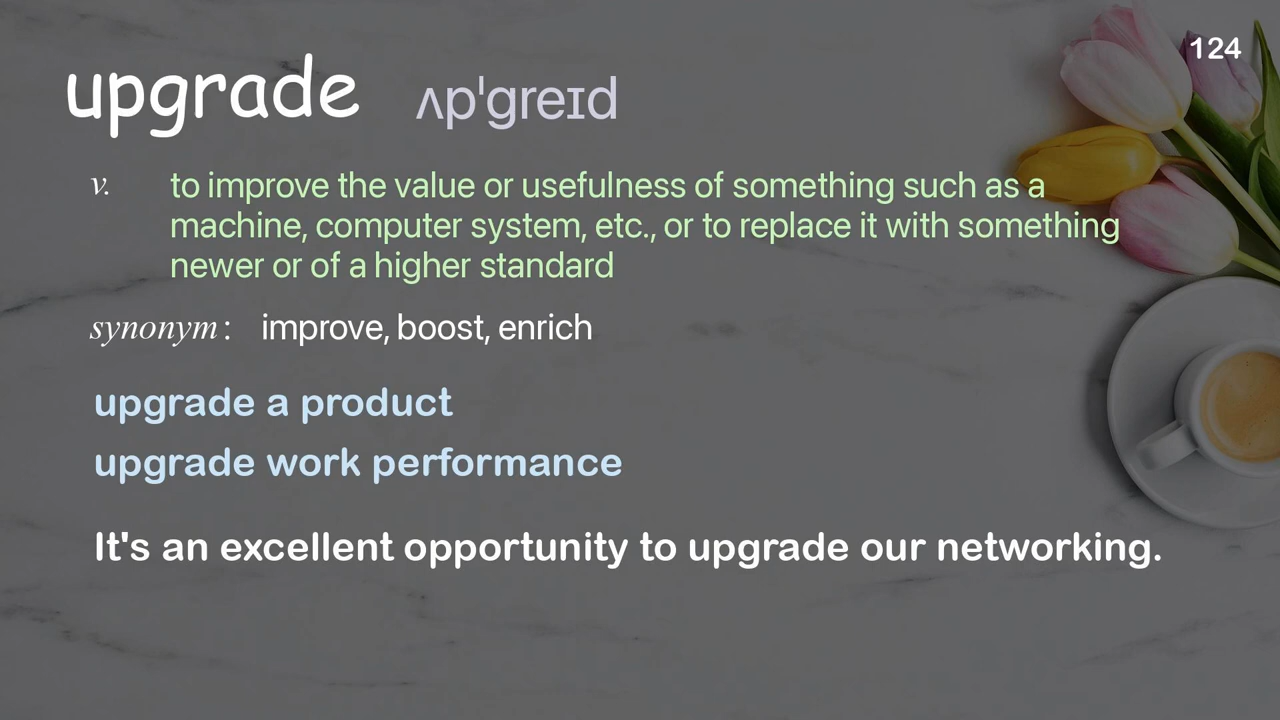 124
upgrade ʌpˈɡreɪd
v. to improve the value or usefulness of something such as a
machine, computer system, etc., or to replace it with something
newer or of a higher standard
synonym: improve, boost, enrich
upgrade a product
upgrade work performance
It's an excellent opportunity to upgrade our networking.